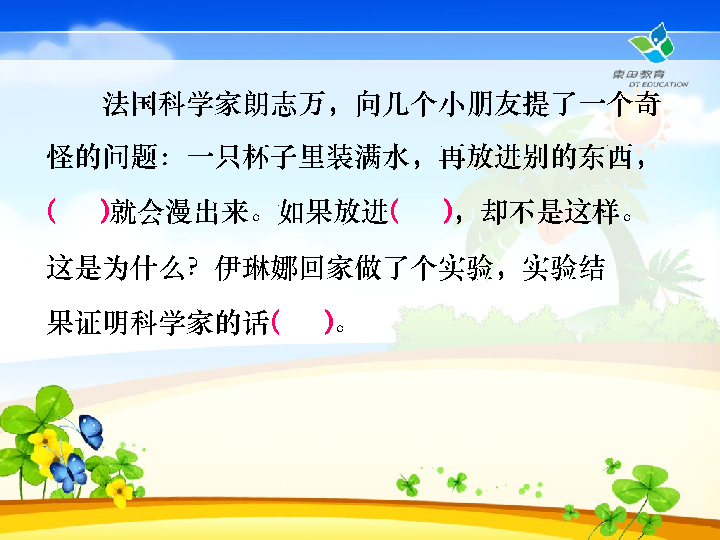 東田教育
DT EDUCATION
法国科学家朗志万，向几个小朋友提了一个奇
怪的问题：一只杯子里装满水，再放进别的东西，
(　)就会漫出来。如果放进(　)，却不是这样。
这是为什么？伊琳娜回家做了个实验，实验结
果证明科学家的话(　)。